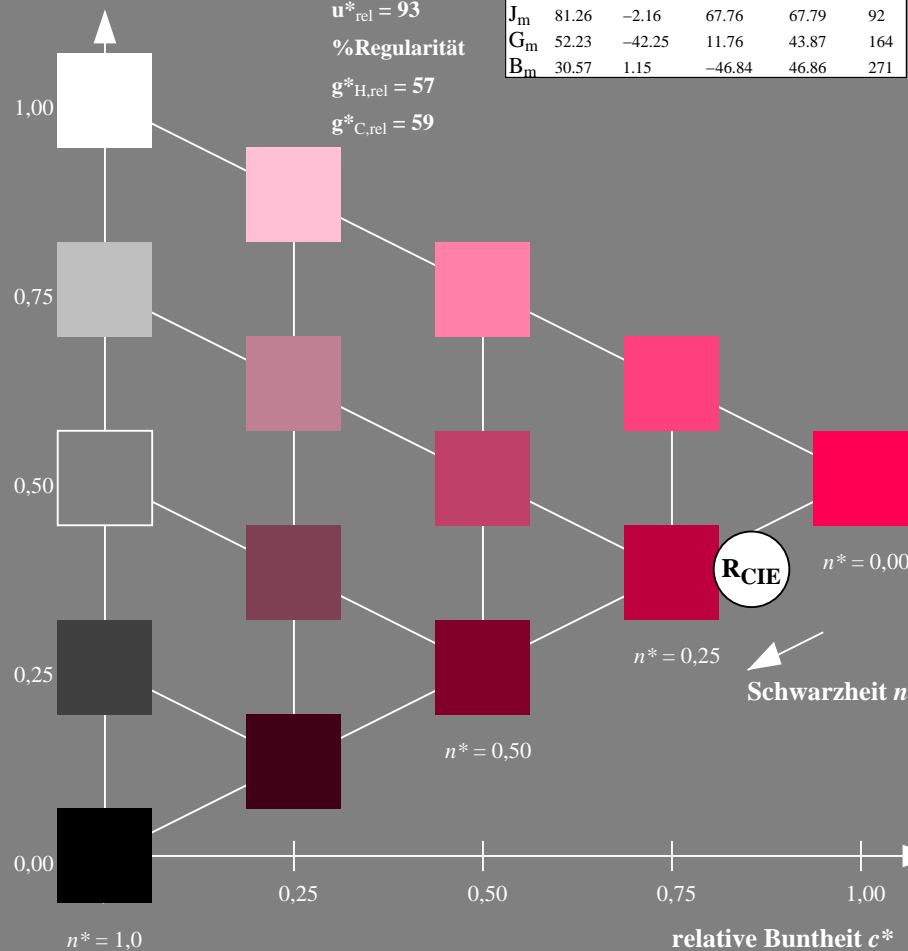 u*rel = 93
%Regularität
g*H,rel = 57
g*C,rel = 59
Jm 81.26 −2.16 67.76 67.79 92
Gm 52.23 −42.25 11.76 43.87 164
Bm 30.57 1.15 −46.84 46.86 271
1,00
0,75
0,50
0,25
0,00
RCIE
n* = 0,00
n* = 0,25
Schwarzheit n
n* = 0,50
0,25 0,50 0,75 1,00
n* = 1,0
relative Buntheit c*